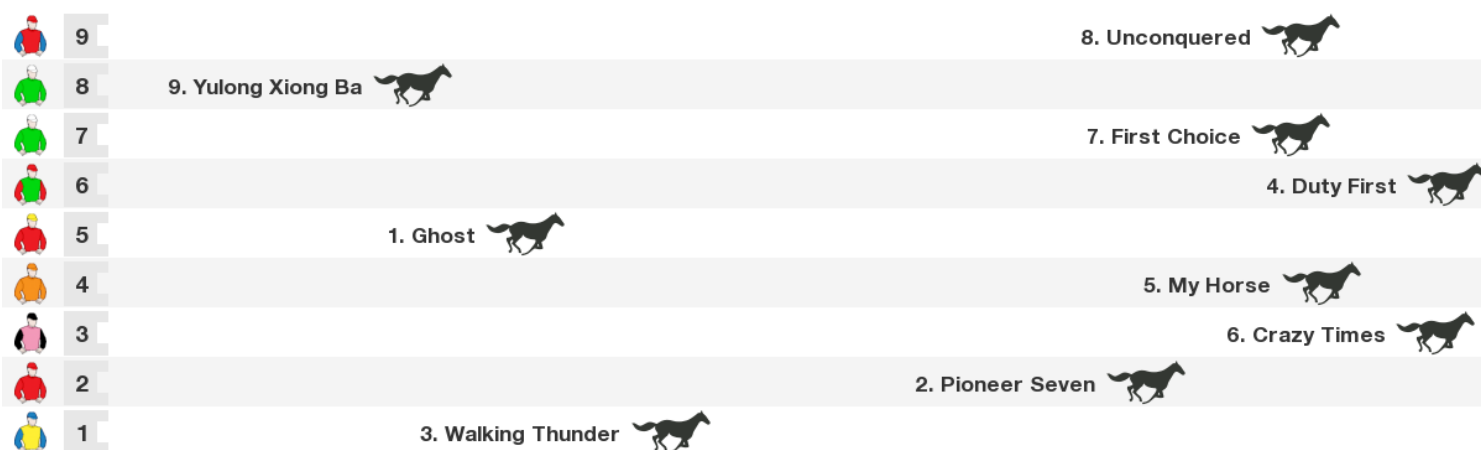 9 8. Unconquered
8 9. Yulong Xiong Ba
7 7. First Choice
6 4. Duty First
5 1. Ghost
4 5. My Horse
3 6. Crazy Times
2 2. Pioneer Seven
1 3. Walking Thunder